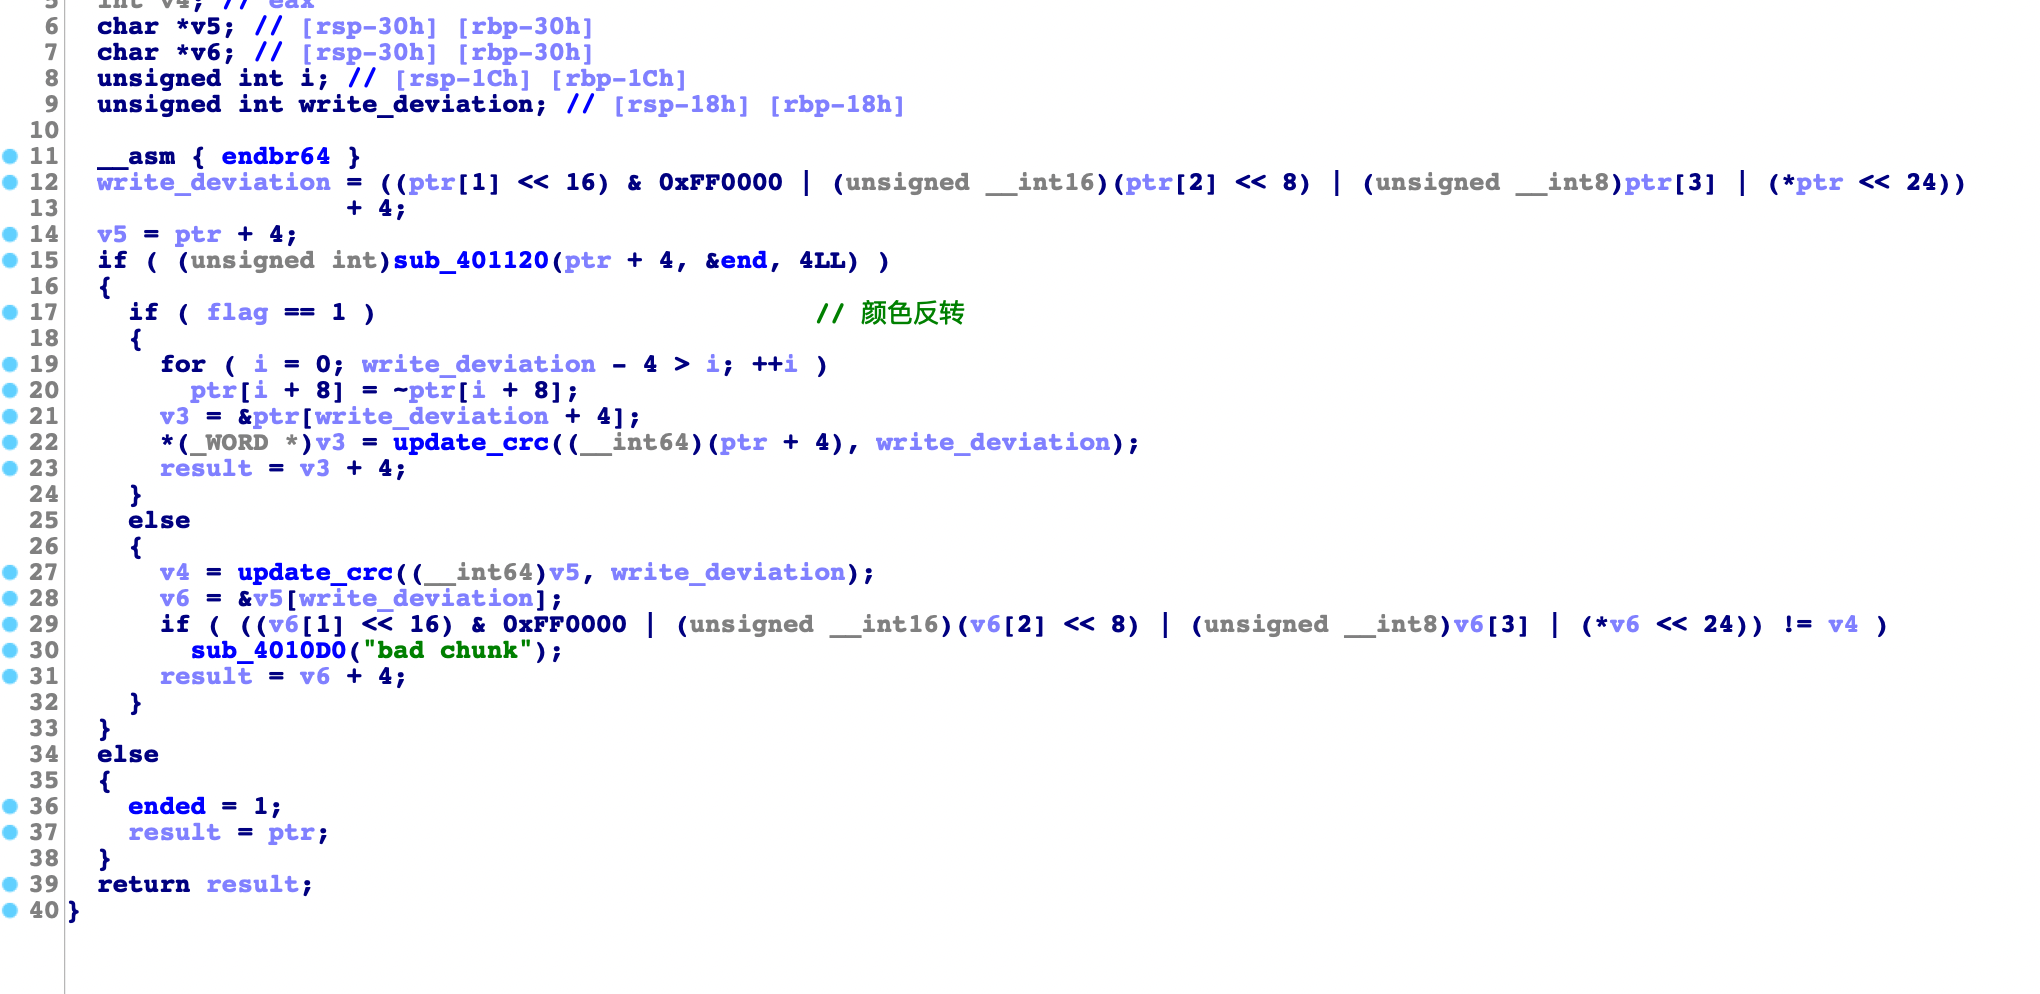 5 int v4; // eax
6 char *v5; // [rsp-30h] [rbp-30h]
7 char *v6; // [rsp-30h] [rbp-30h]
8 unsigned int i; // [rsp-1Ch] [rbp-1Ch]
9 unsigned int write_deviation; // [rsp-18h] [rbp-18h]
10
11 __asm { endbr64 }
12 write_deviation = ((ptr[1] << 16) & 0xFF0000 | (unsigned __int16)(ptr[2] << 8) | (unsigned __int8)ptr[3] | (*ptr << 24))
13 + 4;
14 v5 = ptr + 4;
15 if ( (unsigned int)sub_401120(ptr + 4, &end, 4LL) )
16 {
17 if ( flag == 1 ) // 颜色反转
18 {
19 for ( i = 0; write_deviation - 4 > i; ++i )
20 ptr[i + 8] = ~ptr[i + 8];
21 v3 = &ptr[write_deviation + 4];
22 *(_WORD *)v3 = update_crc((__int64)(ptr + 4), write_deviation);
23 result = v3 + 4;
24 }
25 else
26 {
27 v4 = update_crc((__int64)v5, write_deviation);
28 v6 = &v5[write_deviation];
29 if ( ((v6[1] << 16) & 0xFF0000 | (unsigned __int16)(v6[2] << 8) | (unsigned __int8)v6[3] | (*v6 << 24)) != v4 )
30 sub_4010D0("bad chunk");
31 result = v6 + 4;
32 }
33 }
34 else
35 {
36 ended = 1;
37 result = ptr;
38 }
39 return result;
40 }